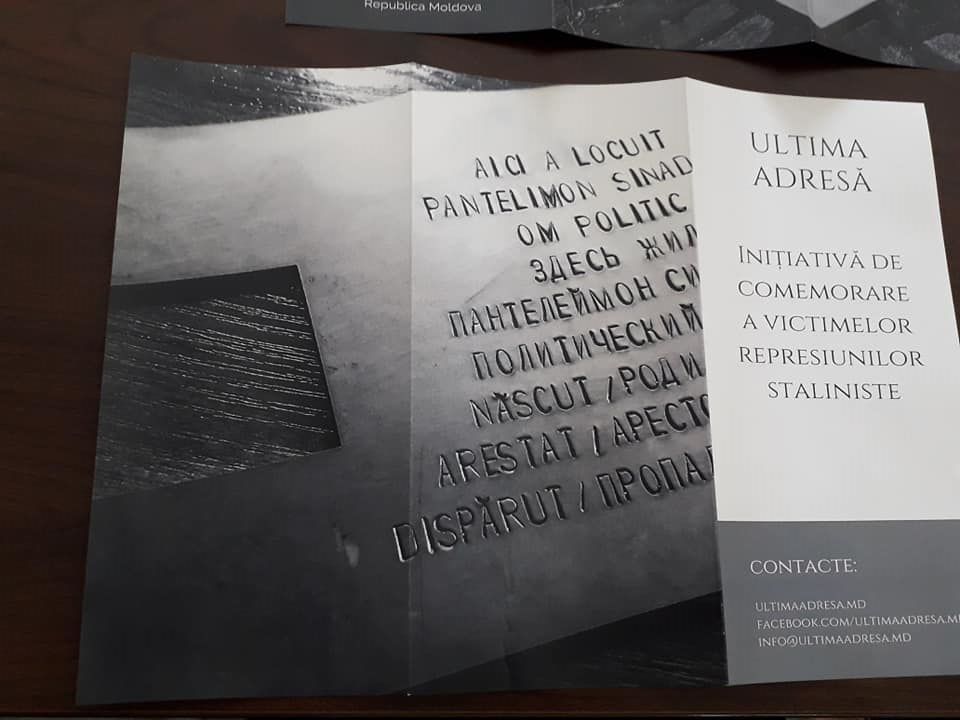 Republica Moldova
AICI A LOCUIT
PANTELIMON SINAD
OM POLITIC
ЗДЕСЬ ЖИЛ
ПАНТЕЛЕЙМОН СИ
ПОЛИТИЧЕСКИЙ
NĂSCUT / РОДИ
ARESTAT / АРЕСТО
DISPĂRUT / ПРОПАЛ
ULTIMA
ADRESĂ
INIȚIATIVĂ DE
COMEMORARE
A VICTIMELOR
REPRESIUNILOR
STALINISTE
CONTACTE:
ULTIMAADRESA.MD
FACEBOOK.COM/ULTIMAADRESA.MD
INFO@ULTIMAADRESA.MD